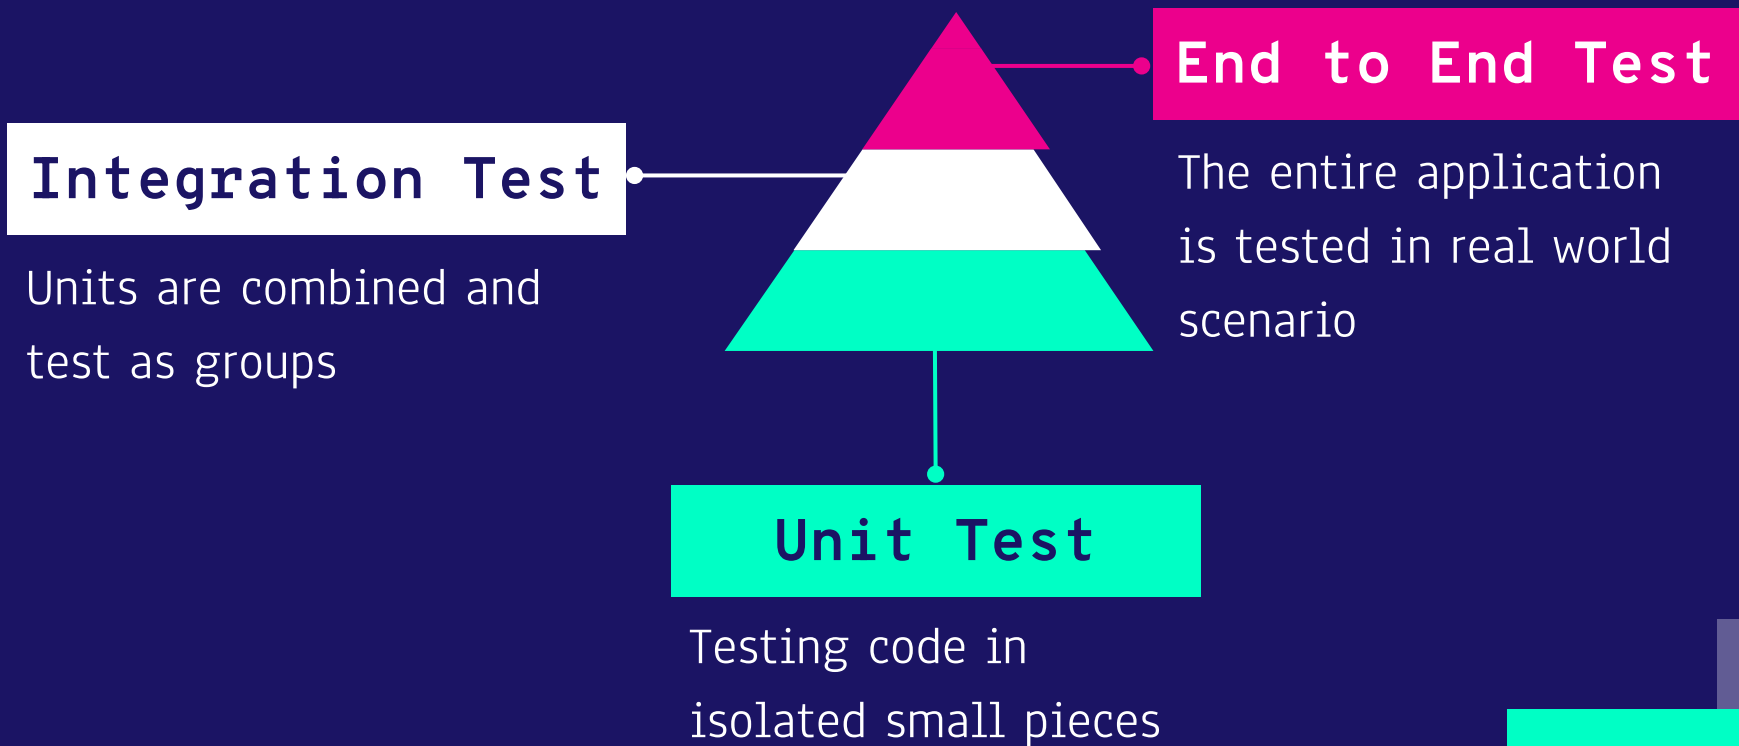 End to End Test
The entire application
is tested in real world
scenario
Integration Test
Units are combined and
test as groups
Unit Test
Testing code in
isolated small pieces